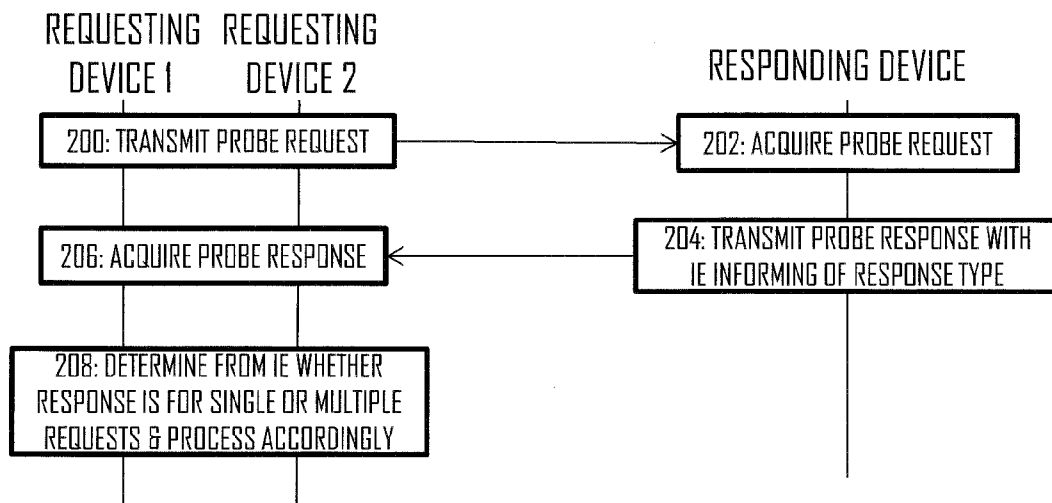 REQUESTING
DEVICE 1
REQUESTING
DEVICE 2
RESPONDING DEVICE
200: TRANSMIT PROBE REQUEST
202: ACQUIRE PROBE REQUEST
204: TRANSMIT PROBE RESPONSE WITH
IE INFORMING OF RESPONSE TYPE
206: ACQUIRE PROBE RESPONSE
208: DETERMINE FROM IE WHETHER
RESPONSE IS FOR SINGLE OR MULTIPLE
REQUESTS & PROCESS ACCORDINGLY